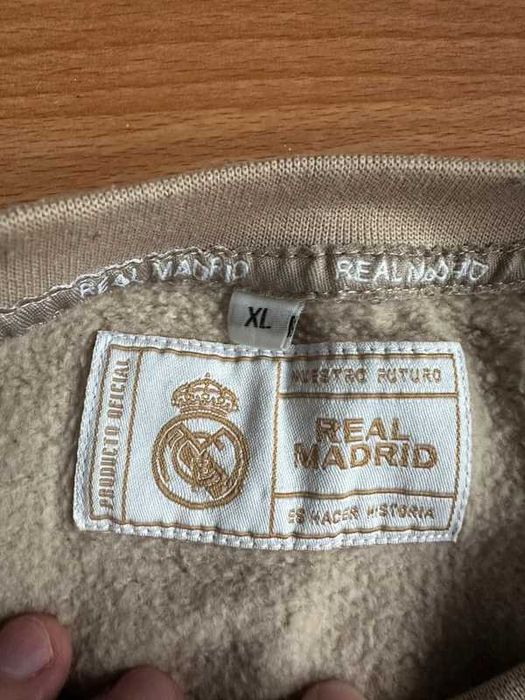 REAL MADRID
REAL MADRID
XL
PRODUCTO OFICIAL
NUESTRO FUTURO
REAL
MADRID
ES HACER HISTORIA